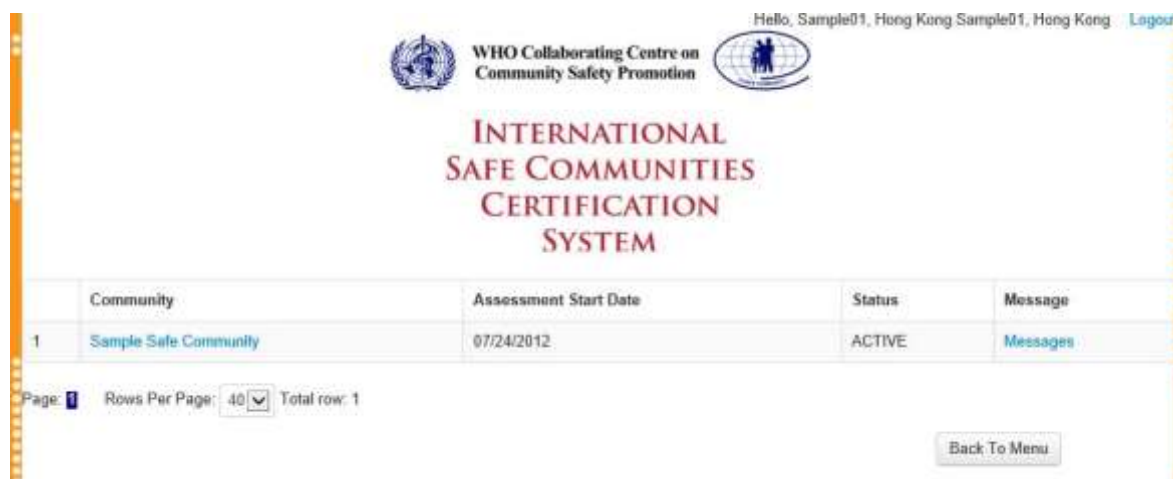 Hello, Sample01, Hong Kong Sample01, Hong Kong Logout
WHO Collaborating Centre on
Community Safety Promotion
INTERNATIONAL
SAFE COMMUNITIES
CERTIFICATION
SYSTEM
Community Assessment Start Date Status Message
1 Sample Safe Community 07/24/2012 ACTIVE Messages
Page: 1 Rows Per Page: 40 Total row: 1
Back To Menu